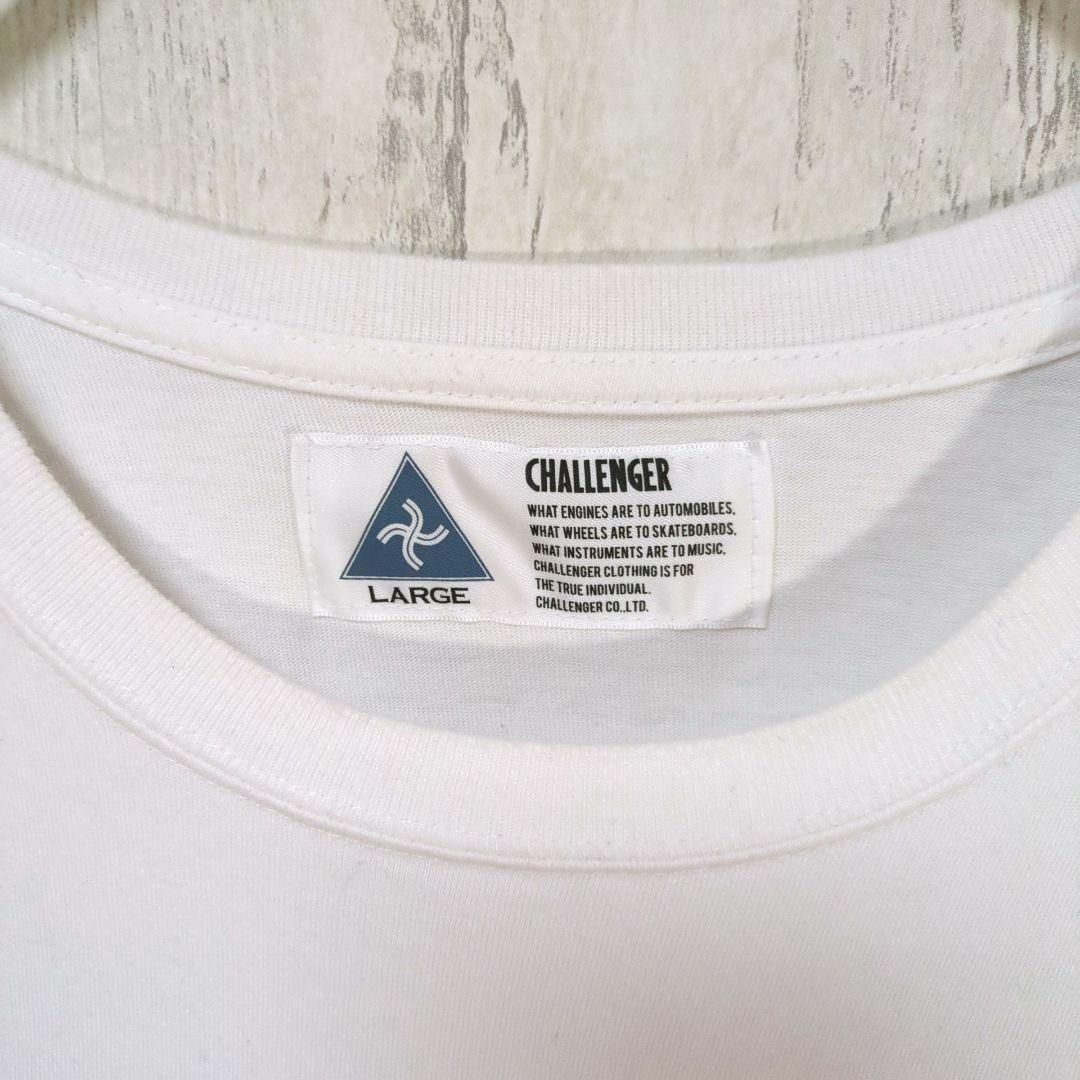 CHALLENGER
WHAT ENGINES ARE TO AUTOMOBILES.
WHAT WHEELS ARE TO SKATEBOARDS.
WHAT INSTRUMENTS ARE TO MUSIC.
CHALLENGER CLOTHING IS FOR
THE TRUE INDIVIDUAL.
CHALLENGER CO.,LTD.
LARGE